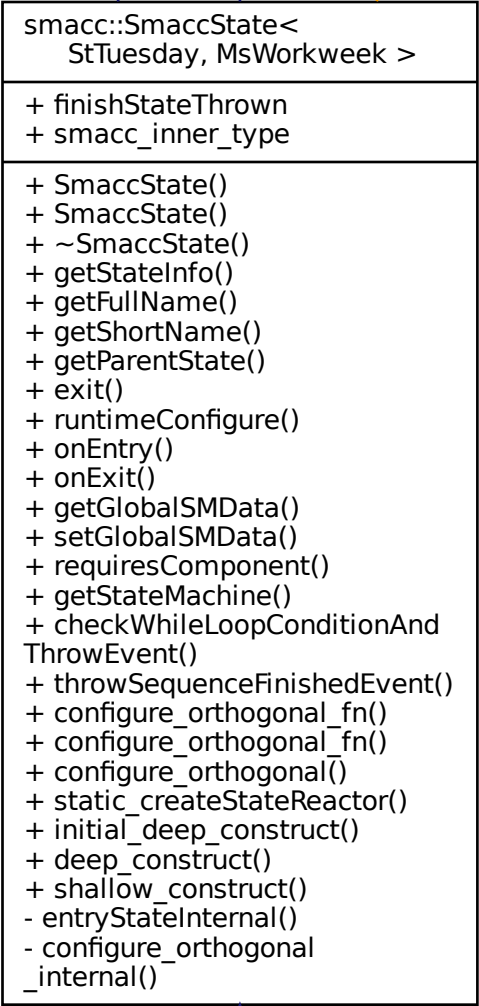 smacc::SmaccState<
StTuesday, MsWorkweek >
+ finishStateThrown
+ smacc_inner_type
+ SmaccState()
+ SmaccState()
+ ~SmaccState()
+ getStateInfo()
+ getFullName()
+ getShortName()
+ getParentState()
+ exit()
+ runtimeConfigure()
+ onEntry()
+ onExit()
+ getGlobalSMData()
+ setGlobalSMData()
+ requiresComponent()
+ getStateMachine()
+ checkWhileLoopConditionAnd
ThrowEvent()
+ throwSequenceFinishedEvent()
+ configure_orthogonal_fn()
+ configure_orthogonal_fn()
+ configure_orthogonal()
+ static_createStateReactor()
+ initial_deep_construct()
+ deep_construct()
+ shallow_construct()
- entryStateInternal()
- configure_orthogonal
_internal()